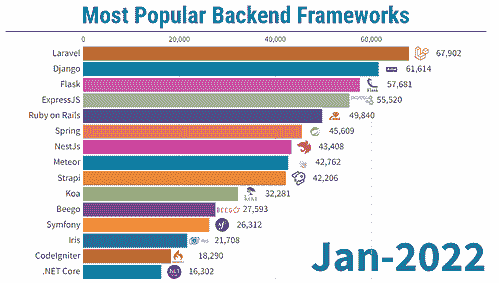 Most Popular Backend Frameworks
0 20,000 40,000 60,000
Laravel 67,902
Django 61,614
Flask 57,681
ExpressJS 55,520
Ruby on Rails 49,840
Spring 45,609
NestJs 43,408
Meteor 42,762
Strapi 42,206
Koa 32,281
Beego 27,593
Symfony 26,312
Iris 21,708
CodeIgniter 18,290
.NET Core 16,302
Jan-2022